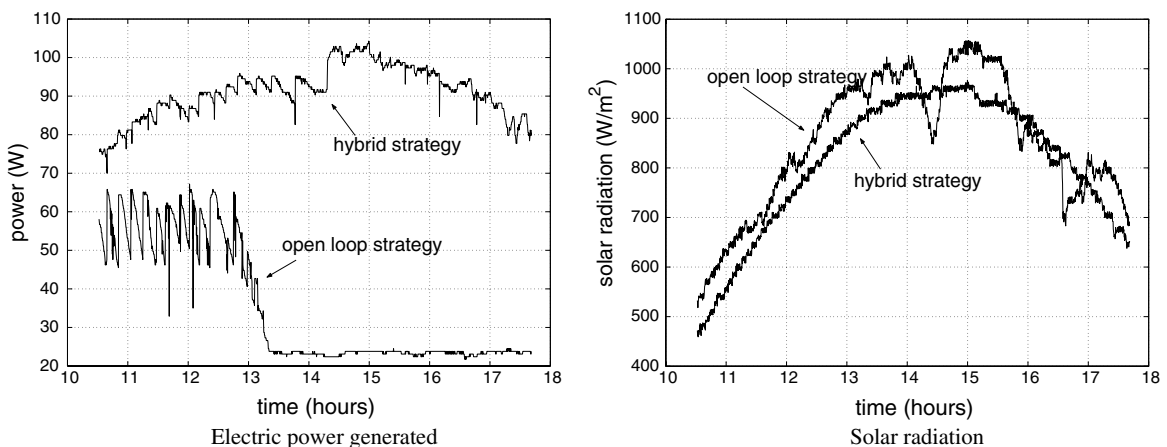 110
100
90
80
70
60
50
40
30
20
power (W)
hybrid strategy
open loop strategy
10 11 12 13 14 15 16 17 18
time (hours)
Electric power generated
1100
1000
900
800
700
600
500
400
solar radiation (W/m²)
open loop strategy
hybrid strategy
10 11 12 13 14 15 16 17 18
time (hours)
Solar radiation